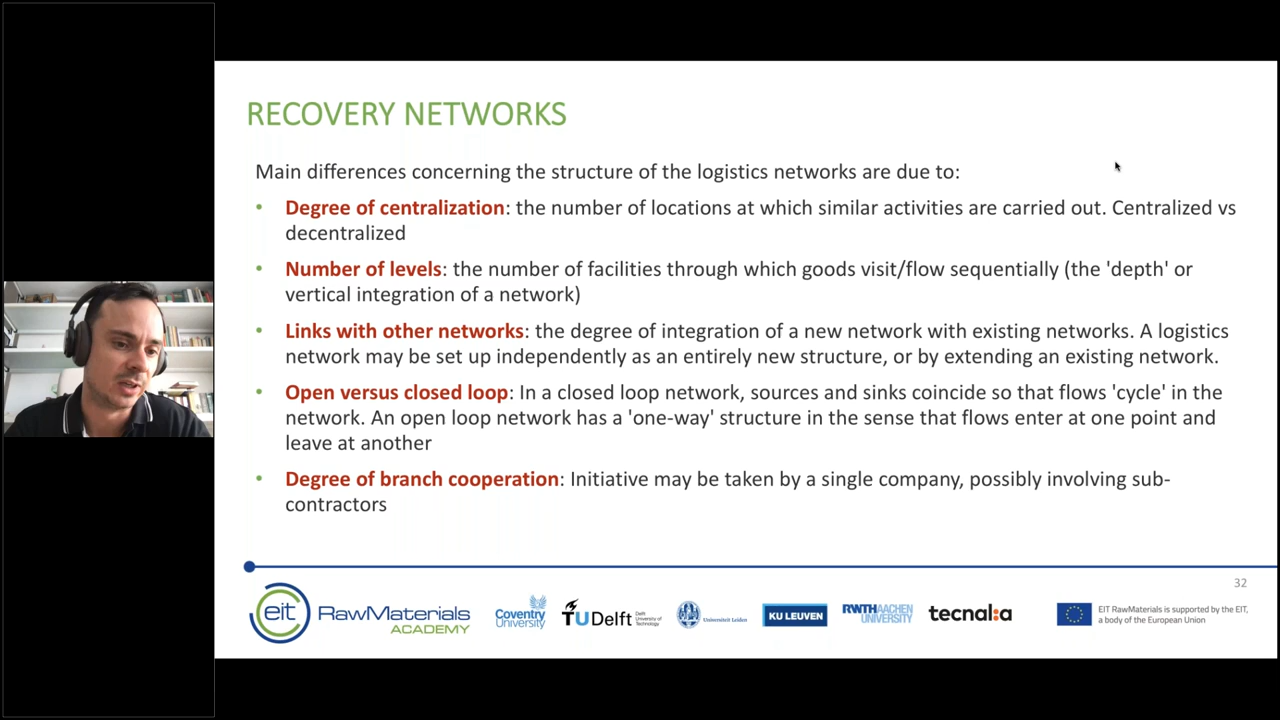 RECOVERY NETWORKS
Main differences concerning the structure of the logistics networks are due to:
• Degree of centralization: the number of locations at which similar activities are carried out. Centralized vs
decentralized
• Number of levels: the number of facilities through which goods visit/flow sequentially (the 'depth' or
vertical integration of a network)
• Links with other networks: the degree of integration of a new network with existing networks. A logistics
network may be set up independently as an entirely new structure, or by extending an existing network.
• Open versus closed loop: In a closed loop network, sources and sinks coincide so that flows 'cycle' in the
network. An open loop network has a 'one-way' structure in the sense that flows enter at one point and
leave at another
• Degree of branch cooperation: Initiative may be taken by a single company, possibly involving sub-
contractors
32
eit RawMaterials
ACADEMY
Coventry
University
TU Delft
Delft
University of
Technology
Universiteit Leiden
KU LEUVEN
RWTH AACHEN
UNIVERSITY
tecnal:a
EIT RawMaterials is supported by the EIT,
a body of the European Union